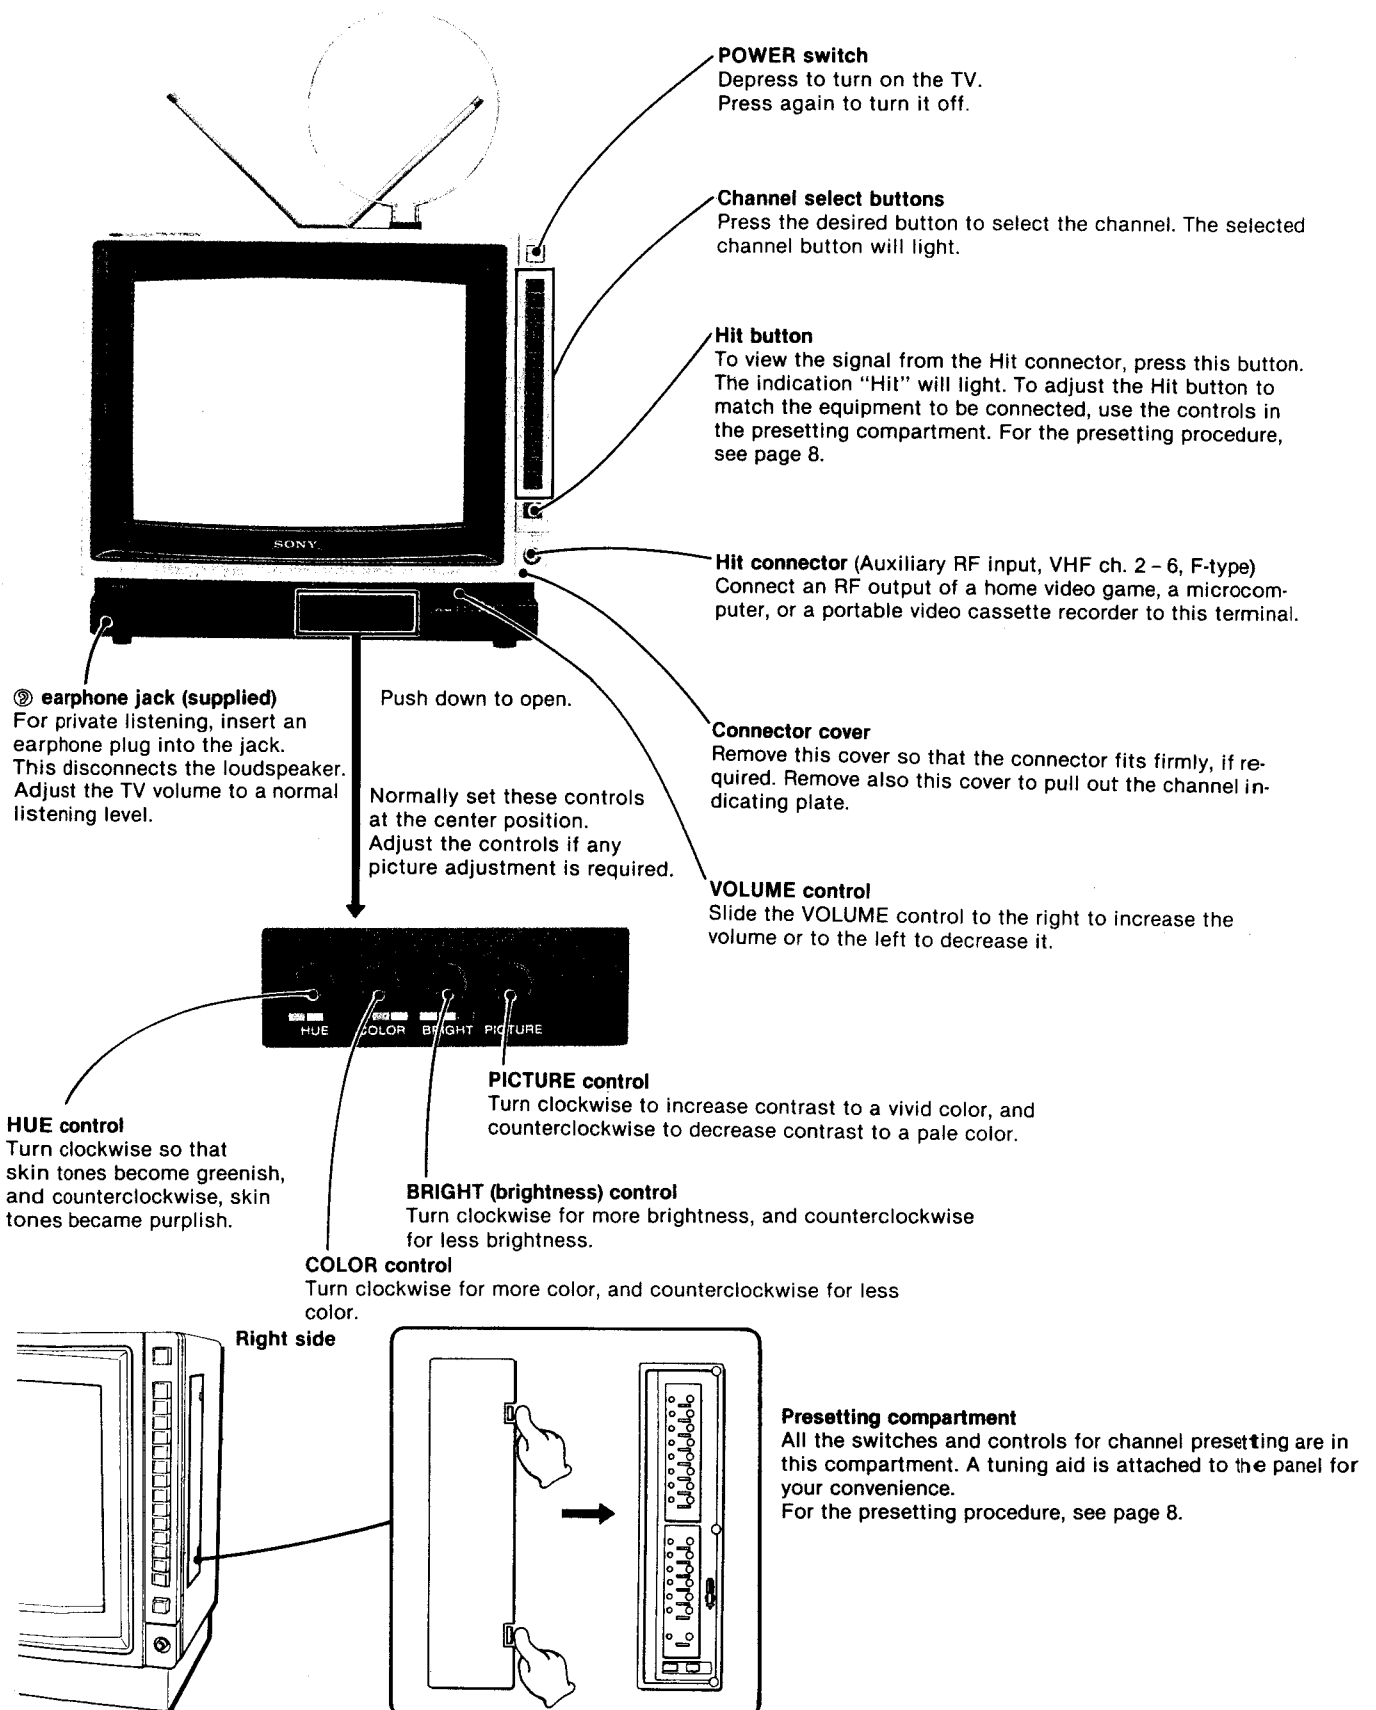 POWER switch
Depress to turn on the TV.
Press again to turn it off.
Channel select buttons
Press the desired button to select the channel. The selected
channel button will light.
Hit button
To view the signal from the Hit connector, press this button.
The indication “Hit” will light. To adjust the Hit button to
match the equipment to be connected, use the controls in
the presetting compartment. For the presetting procedure,
see page 8.
SONY
Hit connector (Auxiliary RF input, VHF ch. 2 – 6, F-type)
Connect an RF output of a home video game, a microcom-
puter, or a portable video cassette recorder to this terminal.
earphone jack (supplied)
For private listening, insert an
earphone plug into the jack.
This disconnects the loudspeaker.
Adjust the TV volume to a normal
listening level.
Push down to open.
Connector cover
Remove this cover so that the connector fits firmly, if re-
quired. Remove also this cover to pull out the channel in-
dicating plate.
Normally set these controls
at the center position.
Adjust the controls if any
picture adjustment is required.
VOLUME control
Slide the VOLUME control to the right to increase the
volume or to the left to decrease it.
HUE COLOR BRIGHT PICTURE
PICTURE control
Turn clockwise to increase contrast to a vivid color, and
counterclockwise to decrease contrast to a pale color.
HUE control
Turn clockwise so that
skin tones become greenish,
and counterclockwise, skin
tones became purplish.
BRIGHT (brightness) control
Turn clockwise for more brightness, and counterclockwise
for less brightness.
COLOR control
Turn clockwise for more color, and counterclockwise for less
color.
Right side
Presetting compartment
All the switches and controls for channel presetting are in
this compartment. A tuning aid is attached to the panel for
your convenience.
For the presetting procedure, see page 8.